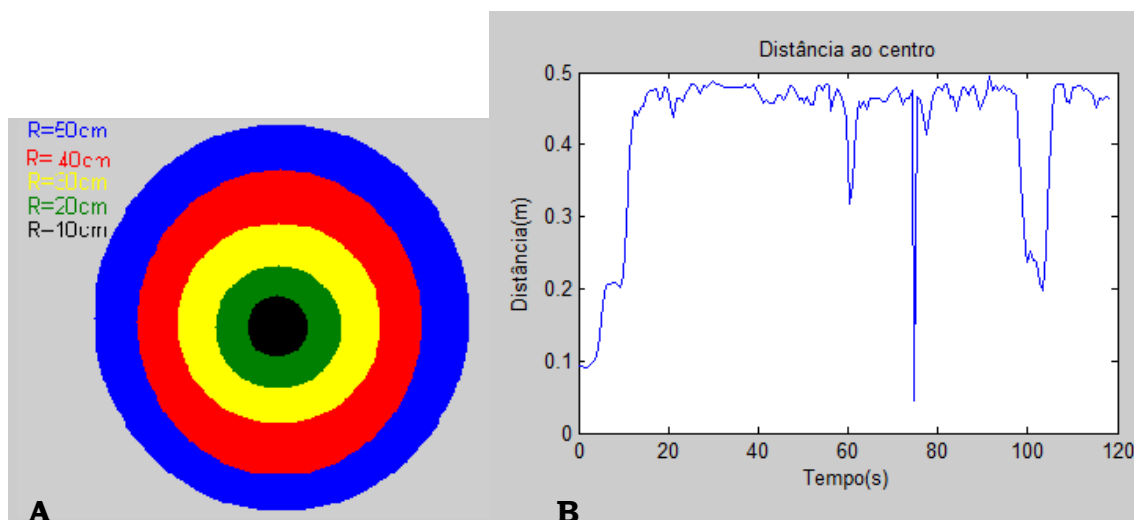 R=50cm
R= 40cm
R=30cm
R=20cm
R=10cm
A
Distância ao centro
Distância(m)
0.5
0.4
0.3
0.2
0.1
0
0 20 40 60 80 100 120
Tempo(s)
B